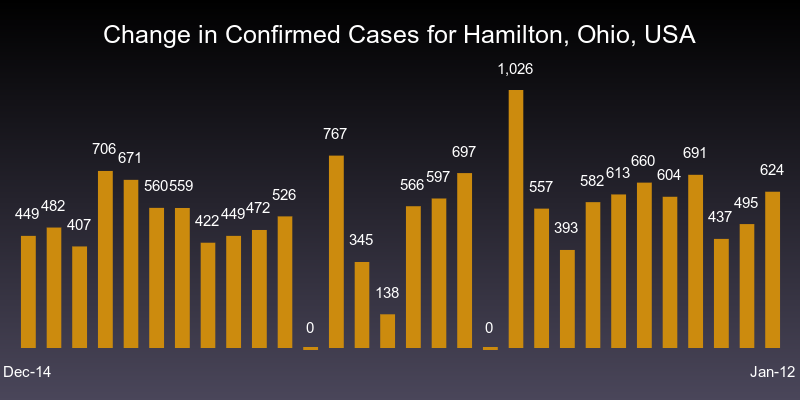 Change in Confirmed Cases for Hamilton, Ohio, USA
449 482 407 706 671 560 559 422 449 472 526 0 767 345 138 566 597 697 0 1,026 557 393 582 613 660 604 691 437 495 624
Dec-14 Jan-12